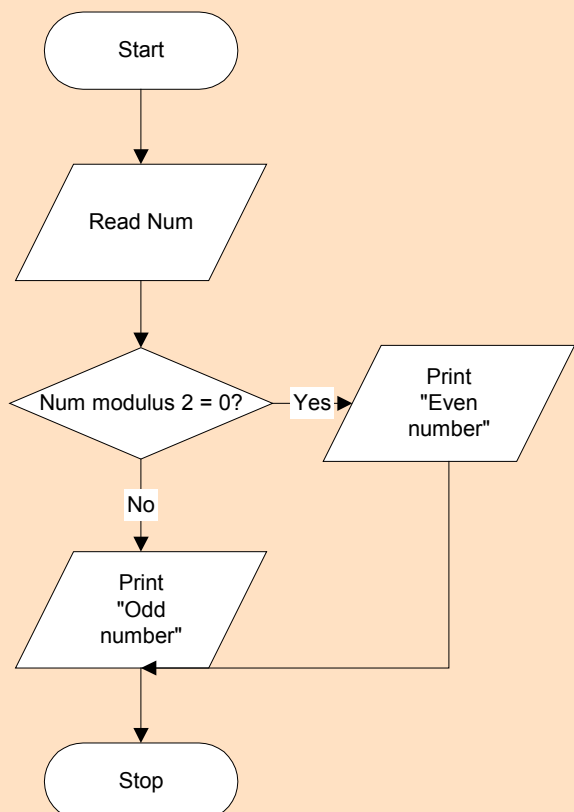 Start
Read Num
Num modulus 2 = 0?
Yes
Print
"Even
number"
No
Print
"Odd
number"
Stop